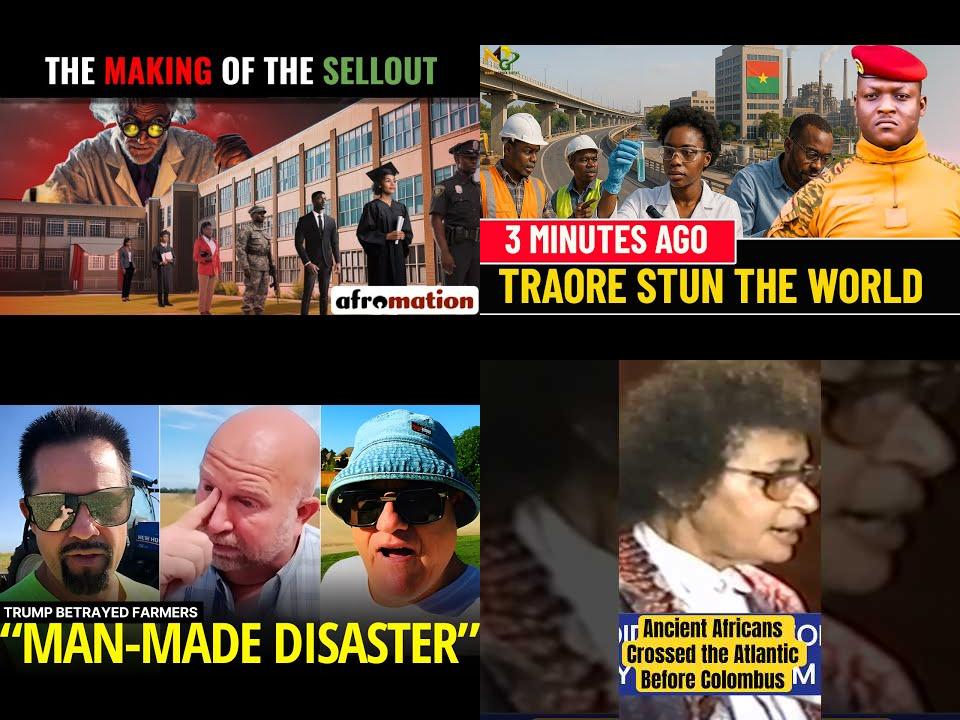 THE MAKING OF THE SELLOUT
afromation
3 MINUTES AGO
TRAORE STUN THE WORLD
TRUMP BETRAYED FARMERS
“MAN-MADE DISASTER”
Ancient Africans
Crossed the Atlantic
Before Colombus